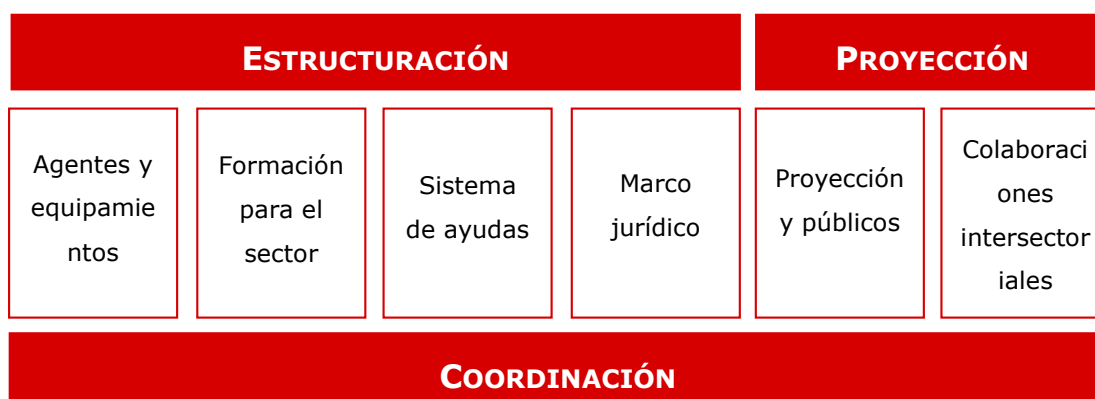 ESTRUCTURACIÓN
PROYECCIÓN
Agentes y
equipamie
ntos
Formación
para el
sector
Sistema
de ayudas
Marco
jurídico
Proyección
y públicos
Colaboraci
ones
intersector
iales
COORDINACIÓN